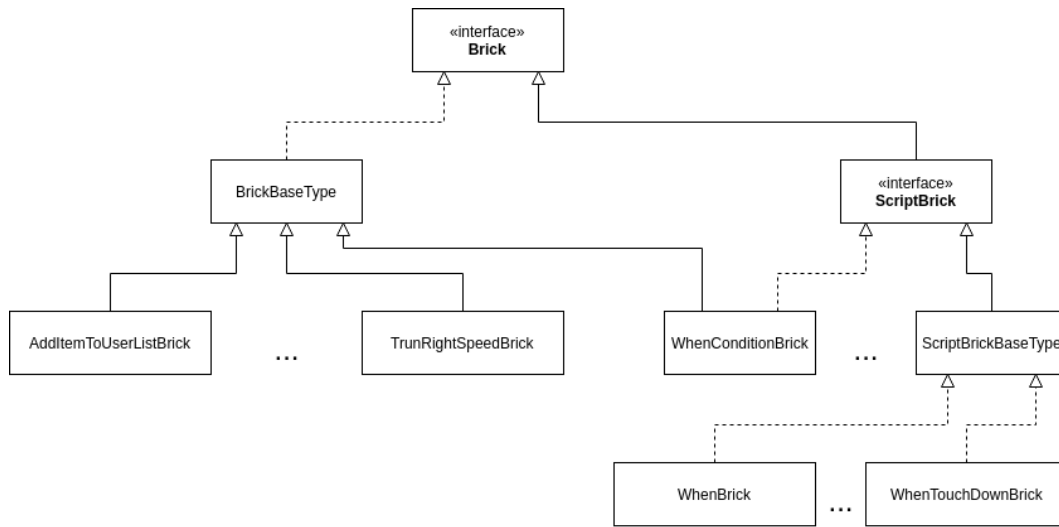 «interface»
Brick
BrickBaseType
«interface»
ScriptBrick
AddItemToUserListBrick
...
TrunRightSpeedBrick
WhenConditionBrick
...
ScriptBrickBaseType
WhenBrick
...
WhenTouchDownBrick